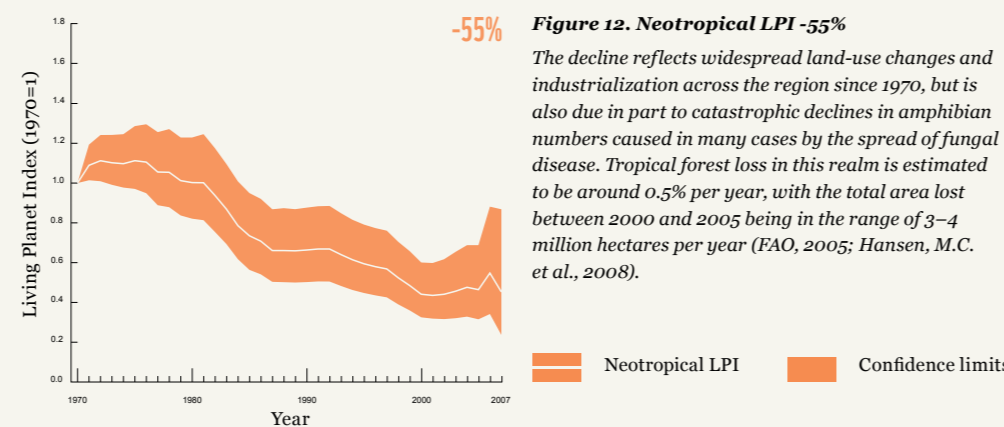 -55%
Living Planet Index (1970=1)
1.8
1.6
1.4
1.2
1.0
0.8
0.6
0.4
0.2
0.0
1970
1980
1990
2000
2007
Year
Figure 12. Neotropical LPI -55%
The decline reflects widespread land-use changes and
industrialization across the region since 1970, but is
also due in part to catastrophic declines in amphibian
numbers caused in many cases by the spread of fungal
disease. Tropical forest loss in this realm is estimated
to be around 0.5% per year, with the total area lost
between 2000 and 2005 being in the range of 3–4
million hectares per year (FAO, 2005; Hansen, M.C.
et al., 2008).
Neotropical LPI
Confidence limits